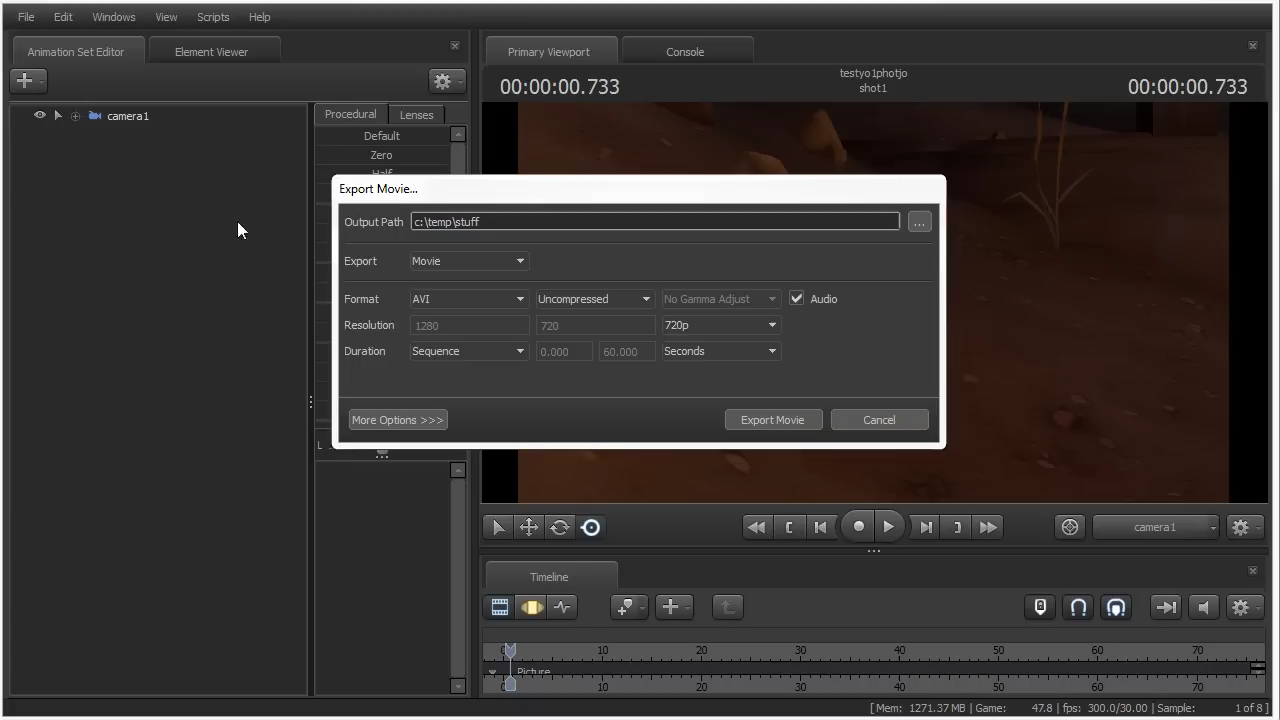 File Edit Windows View Scripts Help
Animation Set Editor Element Viewer
Primary Viewport Console
00:00:00.733
testyo1photjo
shot1
00:00:00.733
camera1
Procedural Lenses
Default
Zero
Half
Export Movie...
Output Path c:\temp\stuff ...
Export Movie
Format AVI Uncompressed No Gamma Adjust Audio
Resolution 1280 720 720p
Duration Sequence 0.000 60.000 Seconds
More Options >>> Export Movie Cancel
L
camera1
Timeline
0 10 20 30 40 50 60 70
Picture
0 10 20 30 40 50 60 70
[ Mem: 1271.37 MB | Game: 47.8 | fps: 300.0/30.00 | Sample: 1 of 8 ]